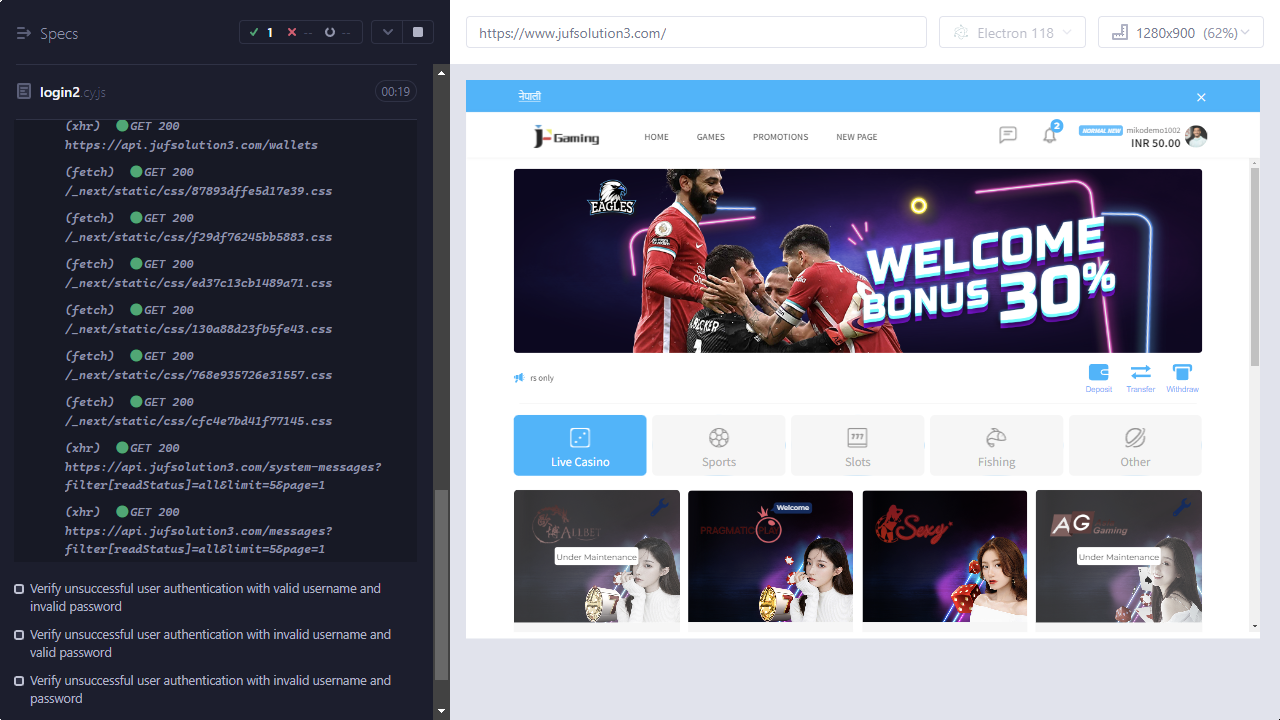 Specs
1
--
--
login2.cy.js
00:19
(xhr) GET 200
https://api.jufsolution3.com/wallets
(fetch) GET 200
/_next/static/css/87893dffe5d17e39.css
(fetch) GET 200
/_next/static/css/f29df76245bb5883.css
(fetch) GET 200
/_next/static/css/ed37c13cb1489a71.css
(fetch) GET 200
/_next/static/css/130a88d23fb5fe43.css
(fetch) GET 200
/_next/static/css/768e935726e31557.css
(fetch) GET 200
/_next/static/css/cfc4e7bd41f77145.css
(xhr) GET 200
https://api.jufsolution3.com/system-messages?
filter[readStatus]=all&limit=5&page=1
(xhr) GET 200
https://api.jufsolution3.com/messages?
filter[readStatus]=all&limit=5&page=1
Verify unsuccessful user authentication with valid username and
invalid password
Verify unsuccessful user authentication with invalid username and
valid password
Verify unsuccessful user authentication with invalid username and
password
https://www.jufsolution3.com/
Electron 118
1280x900 (62%)
नेपाली
J-Gaming
HOME
GAMES
PROMOTIONS
NEW PAGE
2
NORMAL NEW
mikodemo1002
INR 50.00
EAGLES
WELCOME
BONUS 30%
rs only
Deposit
Transfer
Withdraw
Live Casino
Sports
777
Slots
Fishing
Other
ALLBET
Under Maintenance
Welcome
PRAGMATIC PLAY
Sexy
AG
Gaming
Under Maintenance